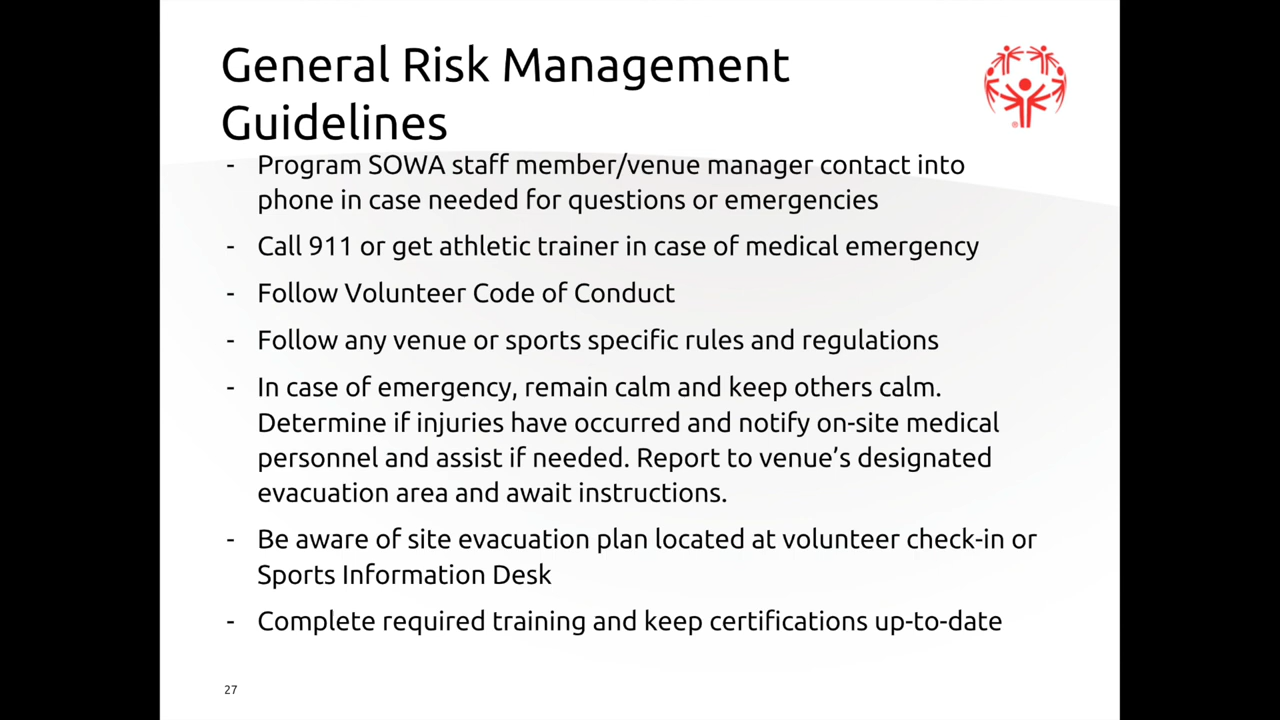 General Risk Management
Guidelines
- Program SOWA staff member/venue manager contact into
phone in case needed for questions or emergencies
- Call 911 or get athletic trainer in case of medical emergency
- Follow Volunteer Code of Conduct
- Follow any venue or sports specific rules and regulations
- In case of emergency, remain calm and keep others calm.
Determine if injuries have occurred and notify on-site medical
personnel and assist if needed. Report to venue’s designated
evacuation area and await instructions.
- Be aware of site evacuation plan located at volunteer check-in or
Sports Information Desk
- Complete required training and keep certifications up-to-date
27